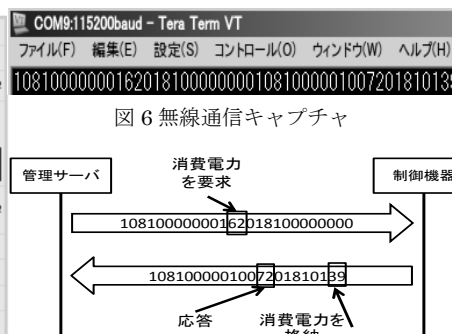 COM9:115200baud - Tera Term VT
ファイル(F) 編集(E) 設定(S) コントロール(O) ウィンドウ(W) ヘルプ(H)
108100000001620181000000001081000001007201810139
図 6 無線通信キャプチャ
消費電力
を要求
管理サーバ
制御機器
10810000000162018100000000
1081000001007201810139
応答
消費電力を